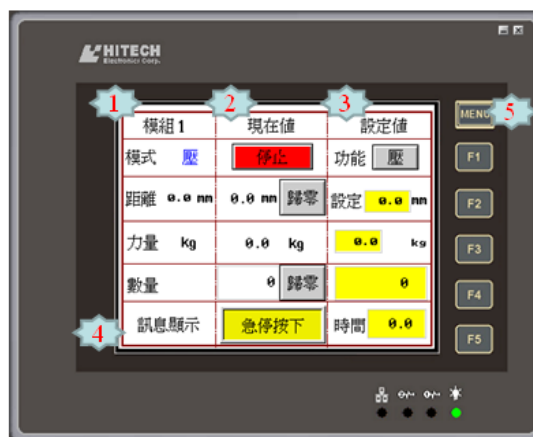 HITECH
Electronics Corp.
1 2 3
MENU 5
模組1 現在值 設定值
模式 壓 停止 功能 壓
F1
距離 0.0 mm 0.0 mm 歸零 設定 0.0 mm
F2
力量 kg 0.0 kg 0.0 kg
F3
數量 0 歸零 0
F4
4 訊息顯示 急停按下 時間 0.0
F5